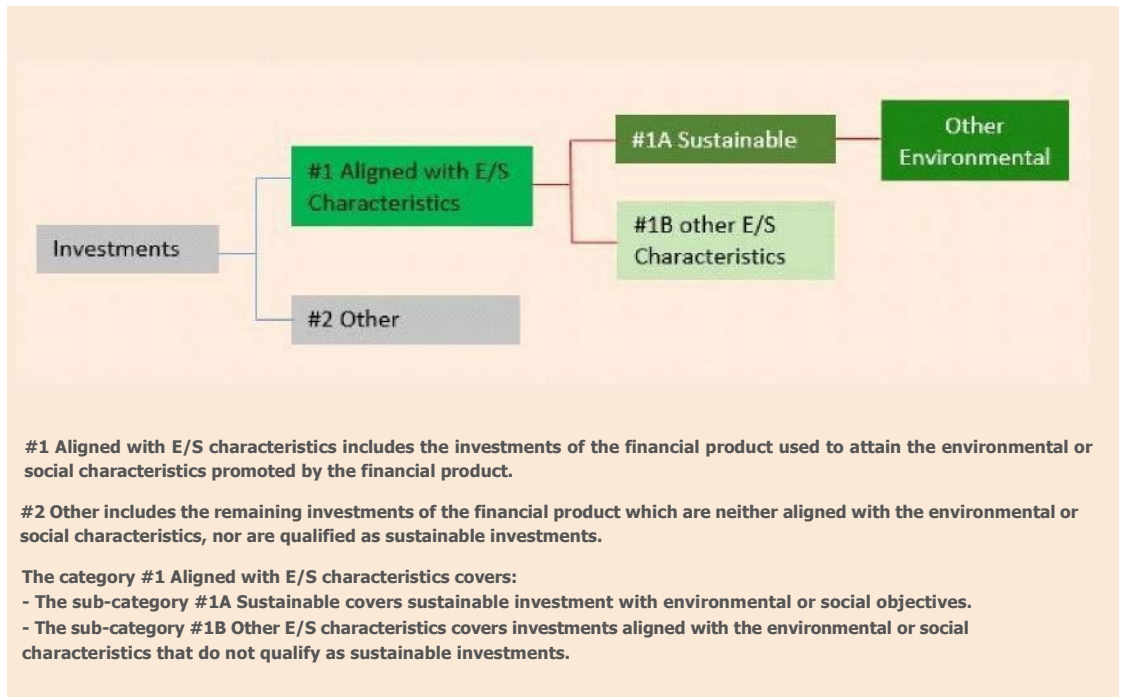 Other
Environmental
#1A Sustainable
#1 Aligned with E/S
Characteristics
#1B other E/S
Characteristics
Investments
#2 Other
#1 Aligned with E/S characteristics includes the investments of the financial product used to attain the environmental or
social characteristics promoted by the financial product.
#2 Other includes the remaining investments of the financial product which are neither aligned with the environmental or
social characteristics, nor are qualified as sustainable investments.
The category #1 Aligned with E/S characteristics covers:
- The sub-category #1A Sustainable covers sustainable investment with environmental or social objectives.
- The sub-category #1B Other E/S characteristics covers investments aligned with the environmental or social
characteristics that do not qualify as sustainable investments.